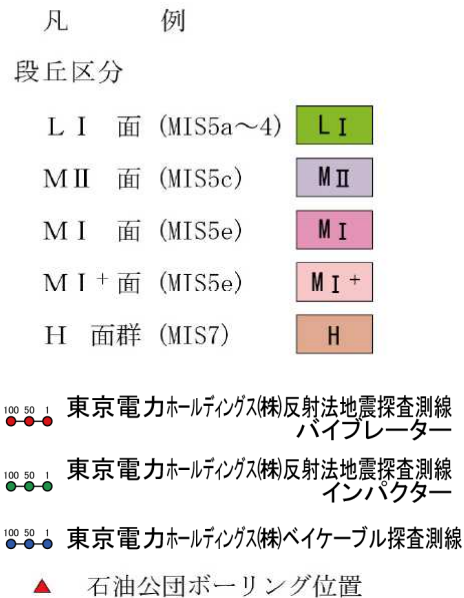 凡 例
段丘区分
LⅠ 面 (MIS5a~4) LⅠ
MⅡ 面 (MIS5c) MⅡ
MⅠ 面 (MIS5e) MⅠ
MⅠ+面 (MIS5e) MⅠ+
H 面群 (MIS7) H
100 50 1 東京電力ホールディングス(株)反射法地震探査測線
バイブレーター
100 50 1 東京電力ホールディングス(株)反射法地震探査測線
インパクター
100 50 1 東京電力ホールディングス(株)ベイケーブル探査測線
石油公団ボーリング位置